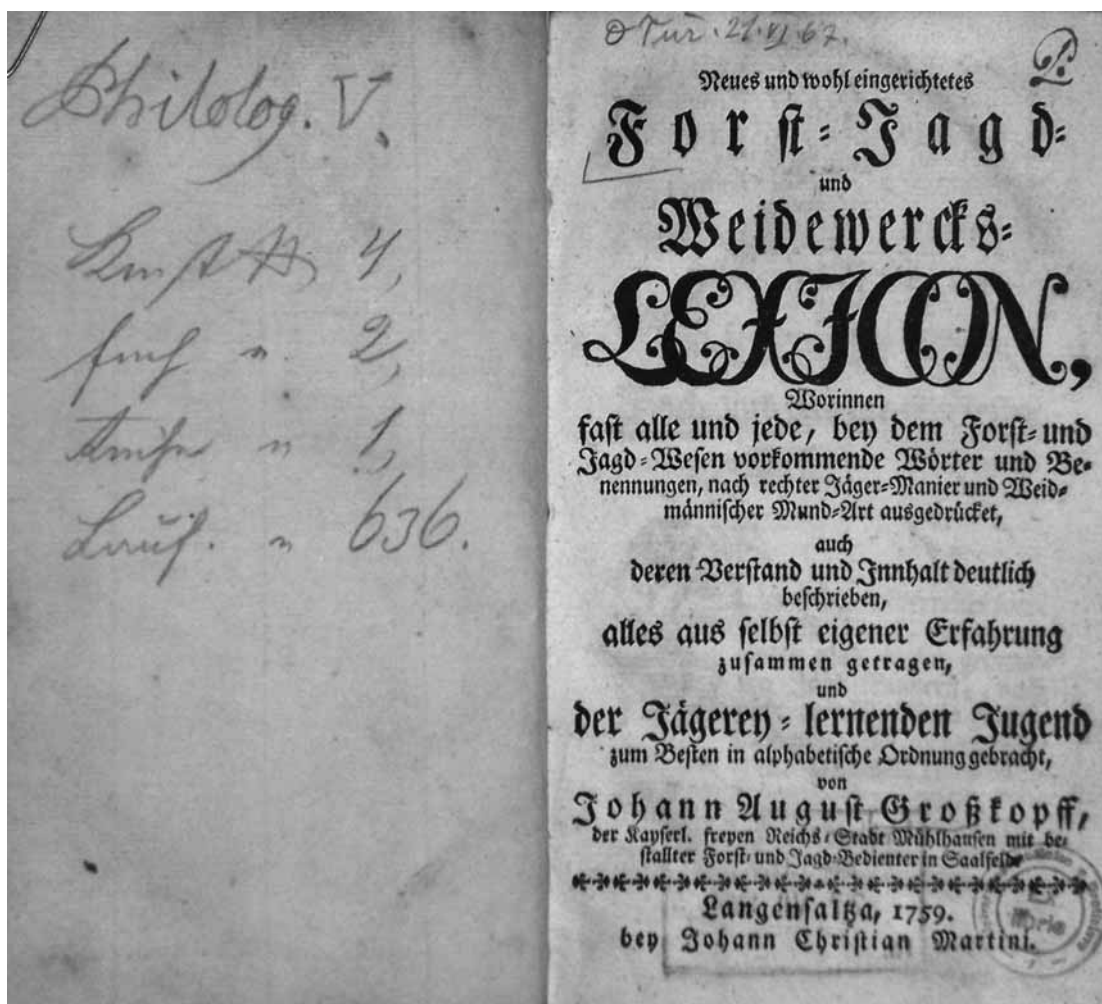 Philolog. V.
4,
2,
1,
Lauf. " 636.
21.VI.67.
Neues und wohl eingerichtetes
Forst-Jagd-
und
Weidewercks-
LEXICON,
Worinnen
fast alle und jede, bey dem Forst- und
Jagd-Wesen vorkommende Wörter und Be-
nennungen, nach rechter Jäger-Manier und Weid-
männischer Mund-Art ausgedrücket,
auch
deren Verstand und Innhalt deutlich
beschrieben,
alles aus selbst eigener Erfahrung
zusammen getragen,
und
der Jägerey-lernenden Jugend
zum Besten in alphabetische Ordnung gebracht,
von
Johann August Großkopff,
der Kayserl. freyen Reichs-Stadt Mühlhausen mit be-
stallter Forst- und Jagd-Bedienter in Saalfeld
Langensaltza, 1759.
bey Johann Christian Martini.